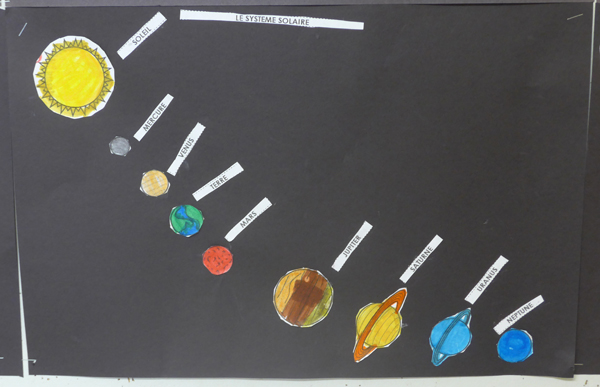 LE SYSTEME SOLAIRE
SOLEIL
MERCURE
VENUS
TERRE
MARS
JUPITER
SATURNE
URANUS
NEPTUNE